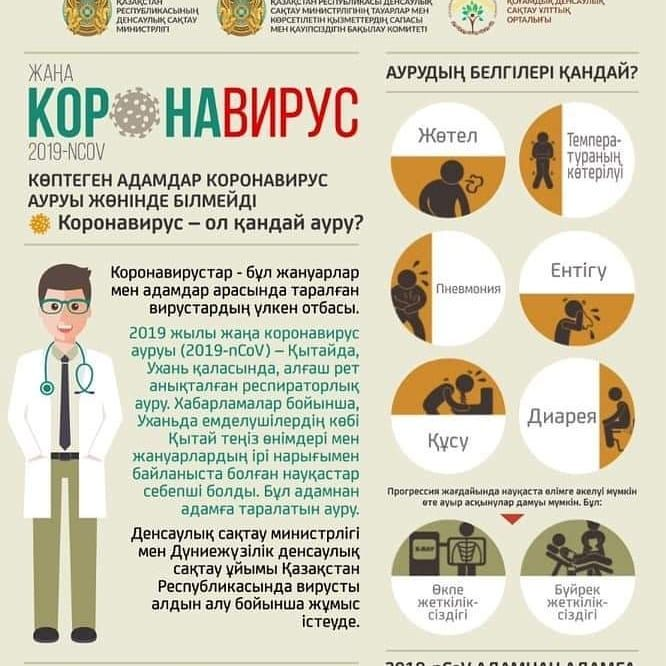 ҚАЗАҚСТАН
РЕСПУБЛИКАСЫНЫҢ
ДЕНСАУЛЫҚ САҚТАУ
МИНИСТРЛІГІ
ҚАЗАҚСТАН РЕСПУБЛИКАСЫ ДЕНСАУЛЫҚ
САҚТАУ МИНИСТРЛІГІНІҢ ТАУАРЛАР МЕН
КӨРСЕТІЛЕТІН ҚЫЗМЕТТЕРДІҢ САПАСЫ
МЕН ҚАУІПСІЗДІГІН БАҚЫЛАУ КОМИТЕТІ
ҚОҒАМДЫҚ ДЕНСАУЛЫҚ
САҚТАУ ҰЛТТЫҚ
ОРТАЛЫҒЫ
ЖАҢА
КОРОНАВИРУС
2019-NCOV
КӨПТЕГЕН АДАМДАР КОРОНАВИРУС
АУРУЫ ЖӨНІНДЕ БІЛМЕЙДІ
Коронавирус – ол қандай ауру?
Коронавирустар - бұл жануарлар
мен адамдар арасында таралған
вирустардың үлкен отбасы.
2019 жылы жаңа коронавирус
ауруы (2019-nCoV) – Қытайда,
Ухань қаласында, алғаш рет
анықталған респираторлық
ауру. Хабарламалар бойынша,
Уханьда емделушілердің көбі
Қытай теңіз өнімдері мен
жануарлардың ірі нарығымен
байланыста болған науқастар
себепші болды. Бұл адамнан
адамға таралатын ауру.
Денсаулық сақтау министрлігі
мен Дүниежүзілік денсаулық
сақтау ұйымы Қазақстан
Республикасында вирусты
алдын алу бойынша жұмыс
істеуде.
АУРУДЫҢ БЕЛГІЛЕРІ ҚАНДАЙ?
Жөтел
Темпера-
тураның
көтерілуі
Пневмония
Ентігу
Құсу
Диарея
Прогрессия жағдайында науқаста өлімге әкелуі мүмкін
өте ауыр асқынулар дамуы мүмкін. Бұл:
X-RAY
Өкпе
жеткілік-
сіздігі
Бүйрек
жеткілік-
сіздігі
2019-nCoV АДАМНАН АДАМҒА